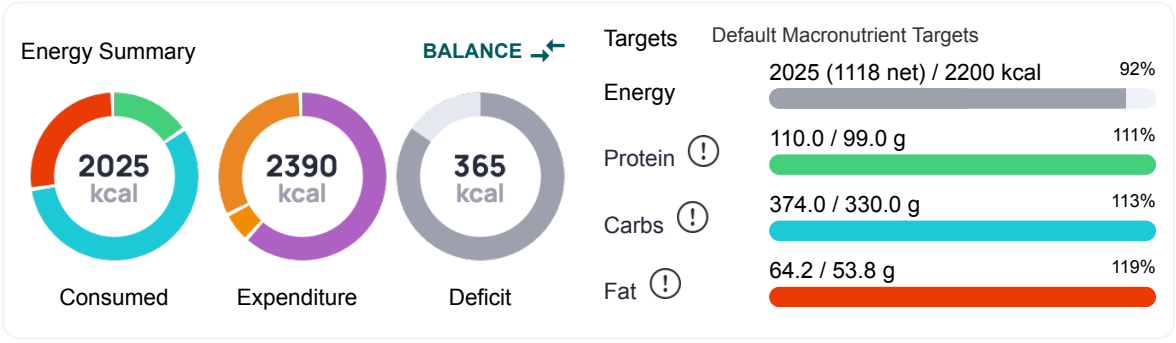 Energy Summary
BALANCE
2025
kcal
Consumed
2390
kcal
Expenditure
365
kcal
Deficit
Targets
Default Macronutrient Targets
Energy
2025 (1118 net) / 2200 kcal
92%
Protein !
110.0 / 99.0 g
111%
Carbs !
374.0 / 330.0 g
113%
Fat !
64.2 / 53.8 g
119%